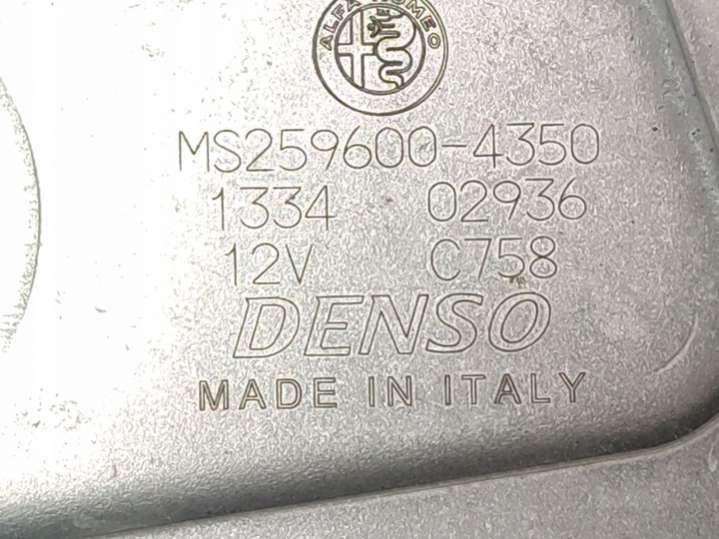 ALFA ROMEO
MS259600-4350
1334 02936
12V C758
DENSO
MADE IN ITALY